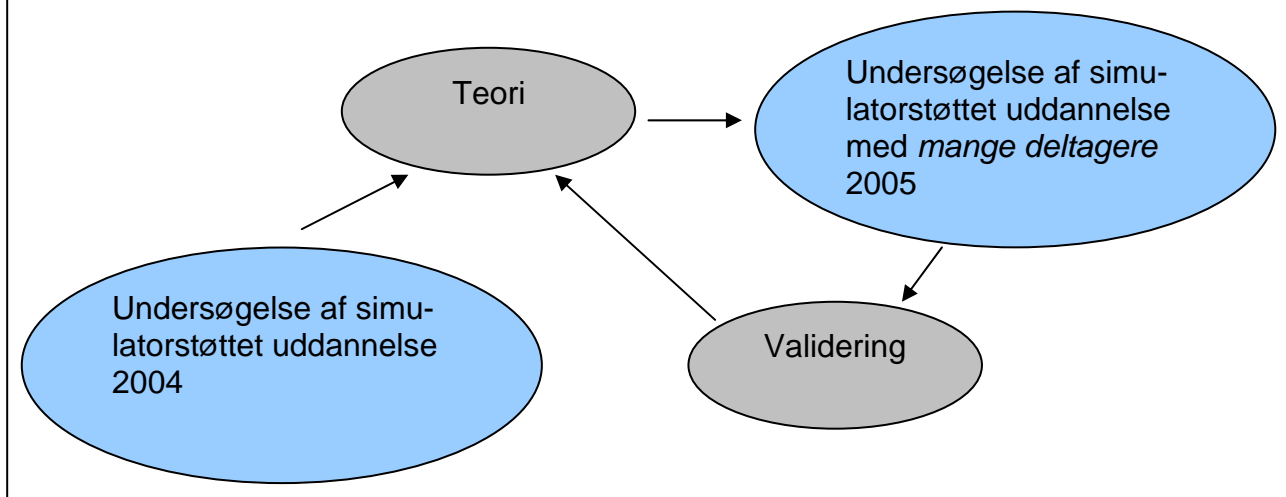 Teori
Undersøgelse af simu-
latorstøttet uddannelse
med mange deltagere
2005
Undersøgelse af simu-
latorstøttet uddannelse
2004
Validering